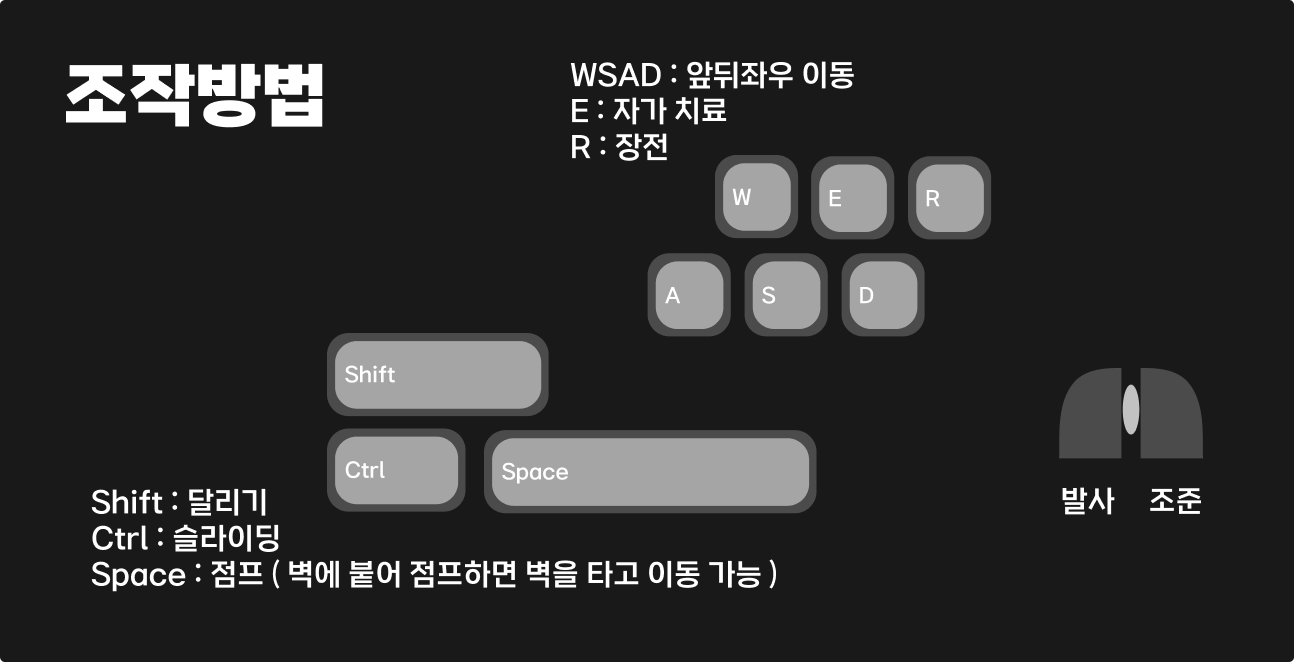 조작방법
WSAD : 앞뒤좌우 이동
E : 자가 치료
R : 장전
W E R
A S D
Shift
Ctrl Space
발사 조준
Shift : 달리기
Ctrl : 슬라이딩
Space : 점프 ( 벽에 붙어 점프하면 벽을 타고 이동 가능 )